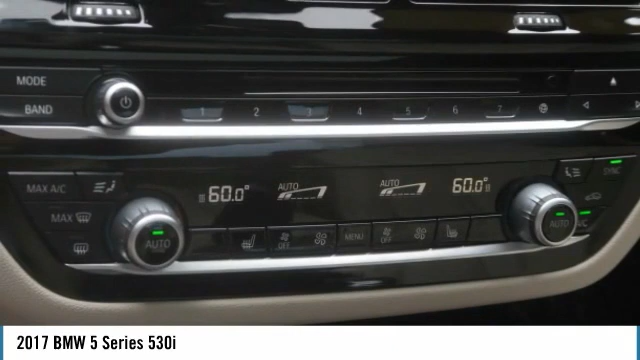 MODE
BAND
1 2 3 4 5 6 7
MAX A/C
MAX
60.0°
AUTO
AUTO
60.0°
SYNC
AUTO
OFF
MENU
OFF
AUTO
2017 BMW 5 Series 530i